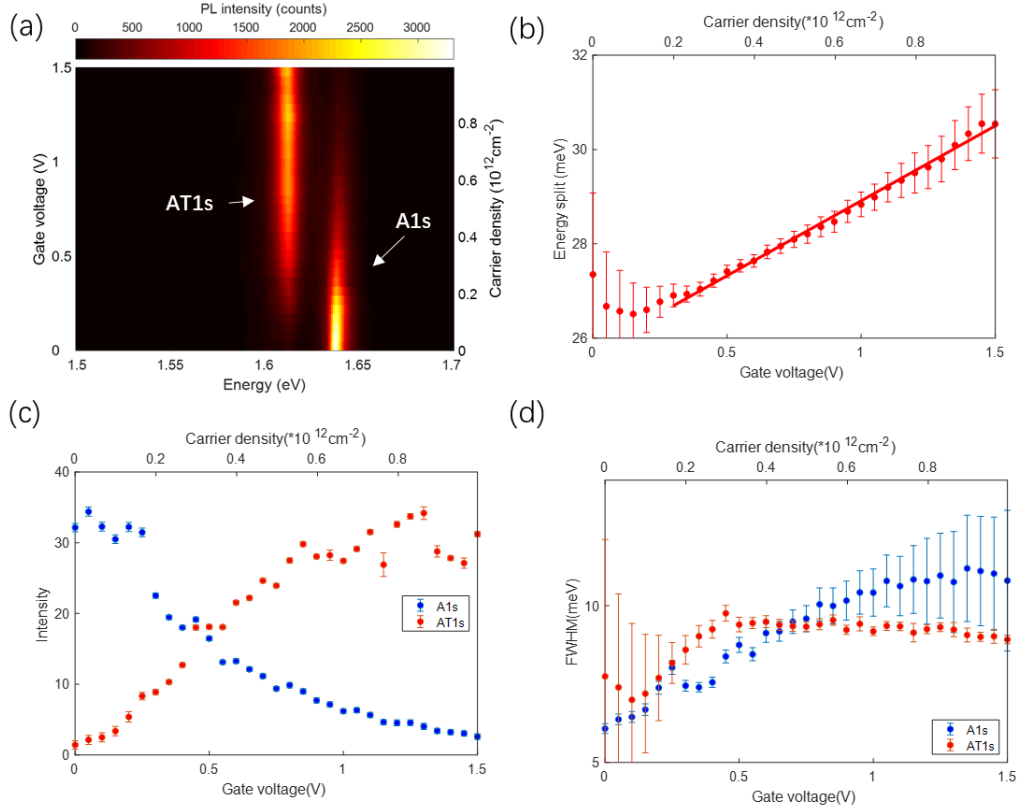 (a)
PL intensity (counts)
0 500 1000 1500 2000 2500 3000
1.5
1
0.5
0
Gate voltage (V)
AT1s
A1s
0.8
0.6
0.4
0.2
0
Carrier density (10^12cm^-2)
1.5 1.55 1.6 1.65 1.7
Energy (eV)
(b)
Carrier density(*10 ^12cm^-2)
0 0.2 0.4 0.6 0.8
32
30
28
26
Energy split (meV)
0 0.5 1 1.5
Gate voltage(V)
(c)
Carrier density(*10 ^12cm^-2)
0 0.2 0.4 0.6 0.8
40
30
20
10
0
Intensity
A1s
AT1s
0 0.5 1 1.5
Gate voltage(V)
(d)
Carrier density(*10 ^12cm^-2)
0 0.2 0.4 0.6 0.8
10
5
FWHM(meV)
A1s
AT1s
0 0.5 1 1.5
Gate voltage(V)